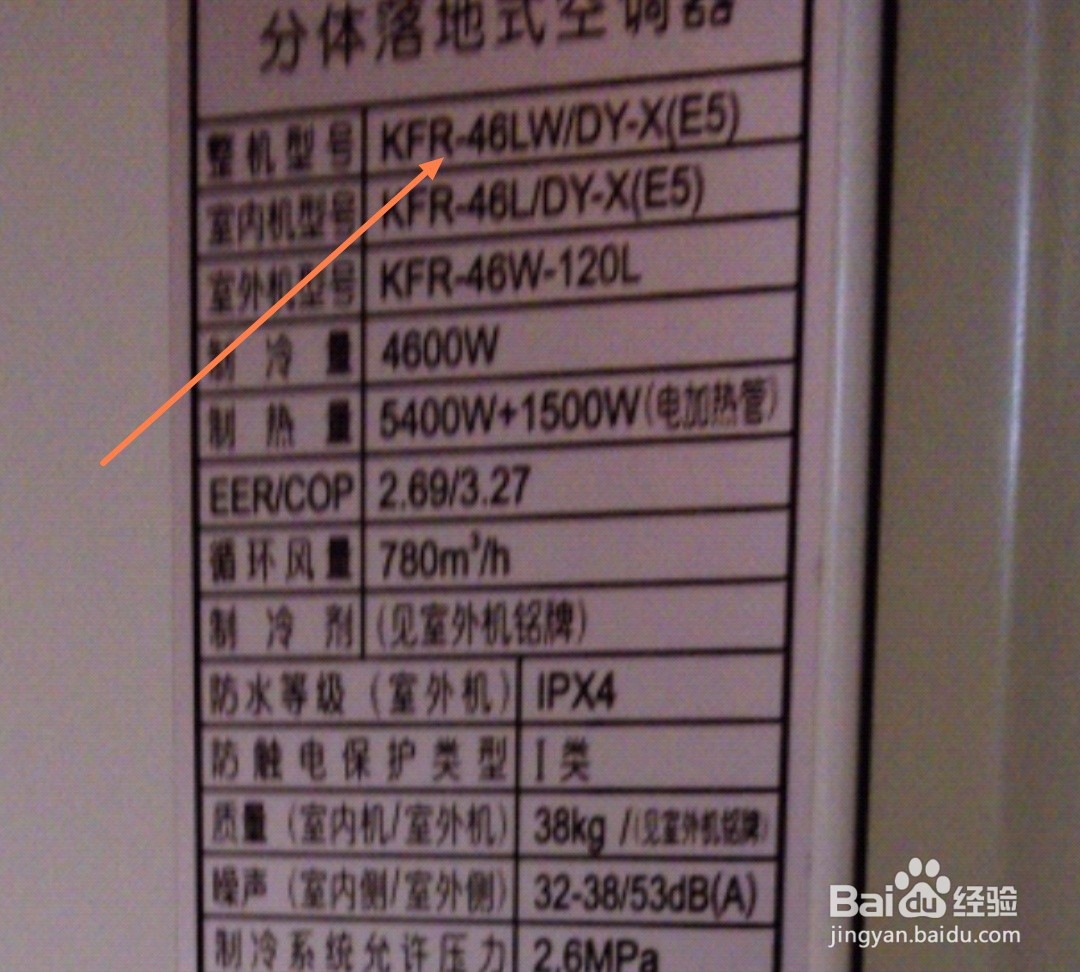 分体落地式空调器
整机型号 KFR-46LW/DY-X(E5)
室内机型号 KFR-46L/DY-X(E5)
室外机型号 KFR-46W-120L
制冷量 4600W
制热量 5400W+1500W(电加热管)
EER/COP 2.69/3.27
循环风量 780m³/h
制冷剂 (见室外机铭牌)
防水等级(室外机) IPX4
防触电保护类型 I类
质量(室内机/室外机) 38kg /(见室外机铭牌)
噪声(室内侧/室外侧) 32-38/53dB(A)
制冷系统允许压力 2.6MPa
Baidu经验
jingyan.baidu.com